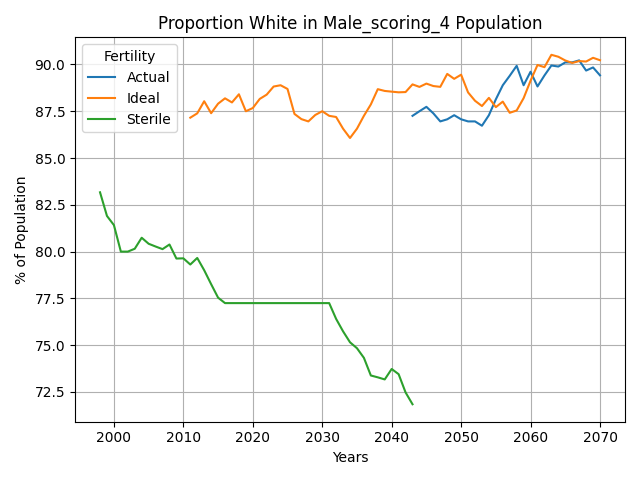 Proportion White in Male_scoring_4 Population
Fertility
Actual
Ideal
Sterile
% of Population
90.0
87.5
85.0
82.5
80.0
77.5
75.0
72.5
2000 2010 2020 2030 2040 2050 2060 2070
Years